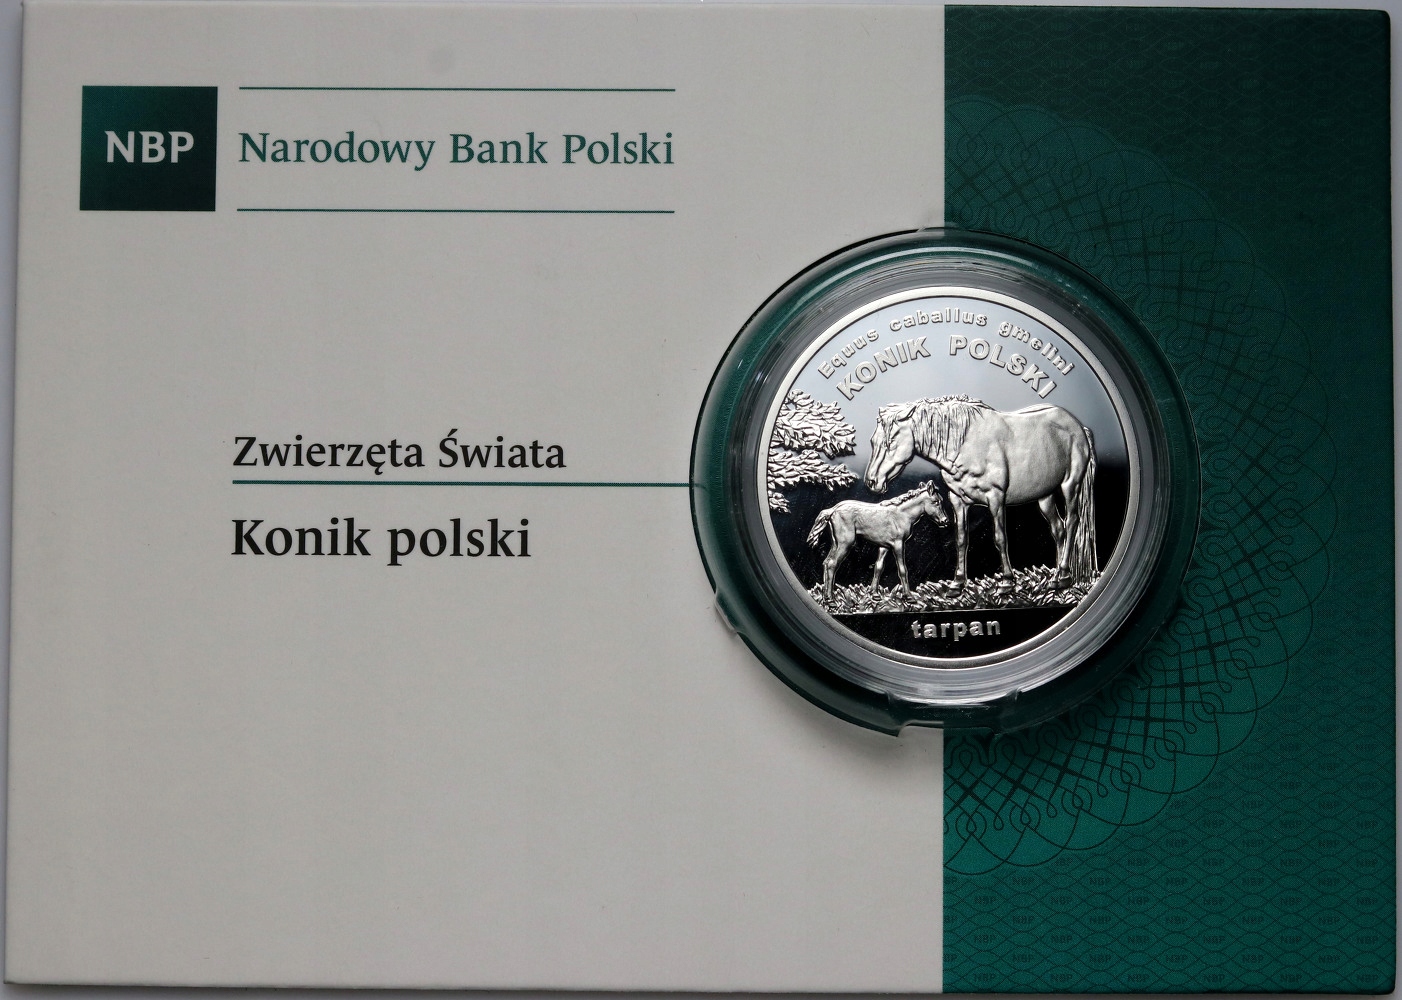 NBP
Narodowy Bank Polski
Zwierzęta Świata
Konik polski
Equus caballus gmelini
KONIK POLSKI
tarpan